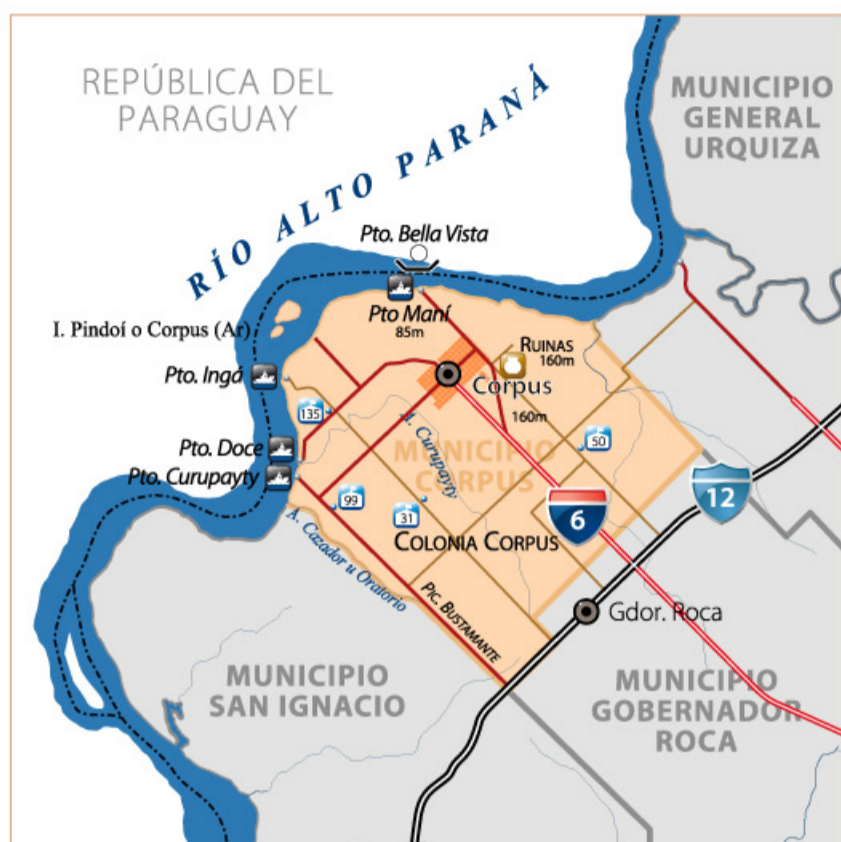 REPÚBLICA DEL
PARAGUAY
MUNICIPIO
GENERAL
URQUIZA
RÍO ALTO PARANÁ
Pto. Bella Vista
Pto Maní
85m
I. Pindoí o Corpus (Ar)
RUINAS
160m
Pto. Ingá
Corpus
135
160m
A. Curupayty
50
MUNICIPIO
CORPUS
Pto. Doce
Pto. Curupayty
99
31
12
6
A. Cazador u Oratorio
COLONIA CORPUS
PIC. BUSTAMANTE
Gdor. Roca
MUNICIPIO
SAN IGNACIO
MUNICIPIO
GOBERNADOR
ROCA